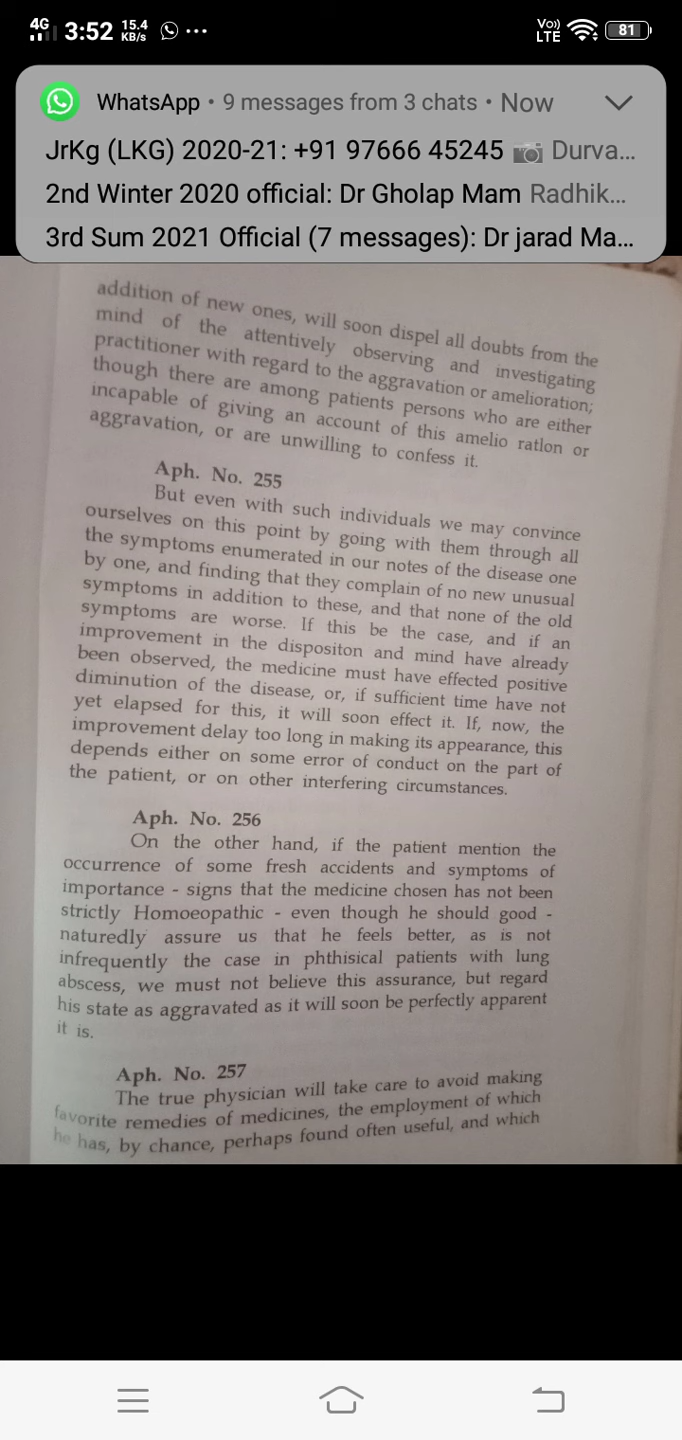 4G 3:52 15.4 KB/s ... Vo)) LTE 81
WhatsApp • 9 messages from 3 chats • Now
JrKg (LKG) 2020-21: +91 97666 45245 📷 Durva...
2nd Winter 2020 official: Dr Gholap Mam Radhik...
3rd Sum 2021 Official (7 messages): Dr jarad Ma...
addition of new ones, will soon dispel all doubts from the
mind of the attentively observing and investigating
practitioner with regard to the aggravation or amelioration;
though there are among patients persons who are either
incapable of giving an account of this amelio ratlon or
aggravation, or are unwilling to confess it.
Aph. No. 255
But even with such individuals we may convince
ourselves on this point by going with them through all
the symptoms enumerated in our notes of the disease one
by one, and finding that they complain of no new unusual
symptoms in addition to these, and that none of the old
symptoms are worse. If this be the case, and if an
improvement in the dispositon and mind have already
been observed, the medicine must have effected positive
diminution of the disease, or, if sufficient time have not
yet elapsed for this, it will soon effect it. If, now, the
improvement delay too long in making its appearance, this
depends either on some error of conduct on the part of
the patient, or on other interfering circumstances.
Aph. No. 256
On the other hand, if the patient mention the
occurrence of some fresh accidents and symptoms of
importance - signs that the medicine chosen has not been
strictly Homoeopathic - even though he should good -
naturedly assure us that he feels better, as is not
infrequently the case in phthisical patients with lung
abscess, we must not believe this assurance, but regard
his state as aggravated as it will soon be perfectly apparent
it is.
Aph. No. 257
The true physician will take care to avoid making
favorite remedies of medicines, the employment of which
he has, by chance, perhaps found often useful, and which